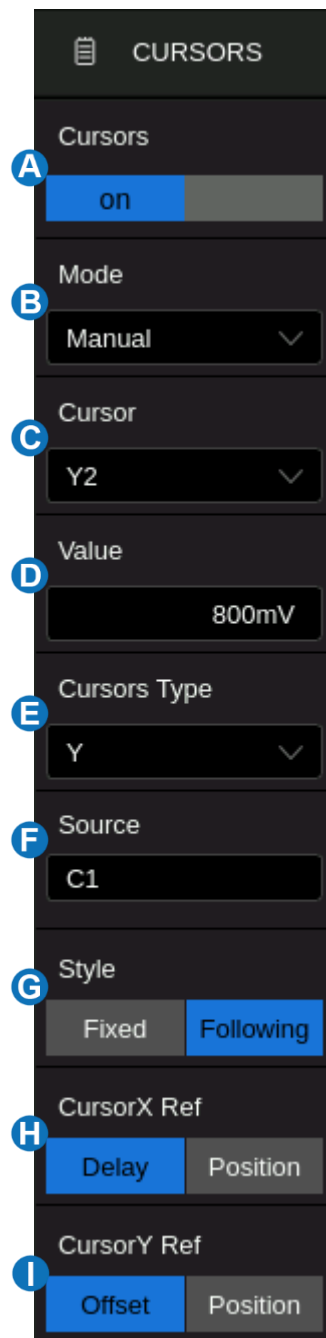 CURSORS
Cursors
A
on
Mode
B
Manual
Cursor
C
Y2
Value
D
800mV
Cursors Type
E
Y
Source
F
C1
Style
G
Fixed Following
CursorX Ref
H
Delay Position
CursorY Ref
I
Offset Position